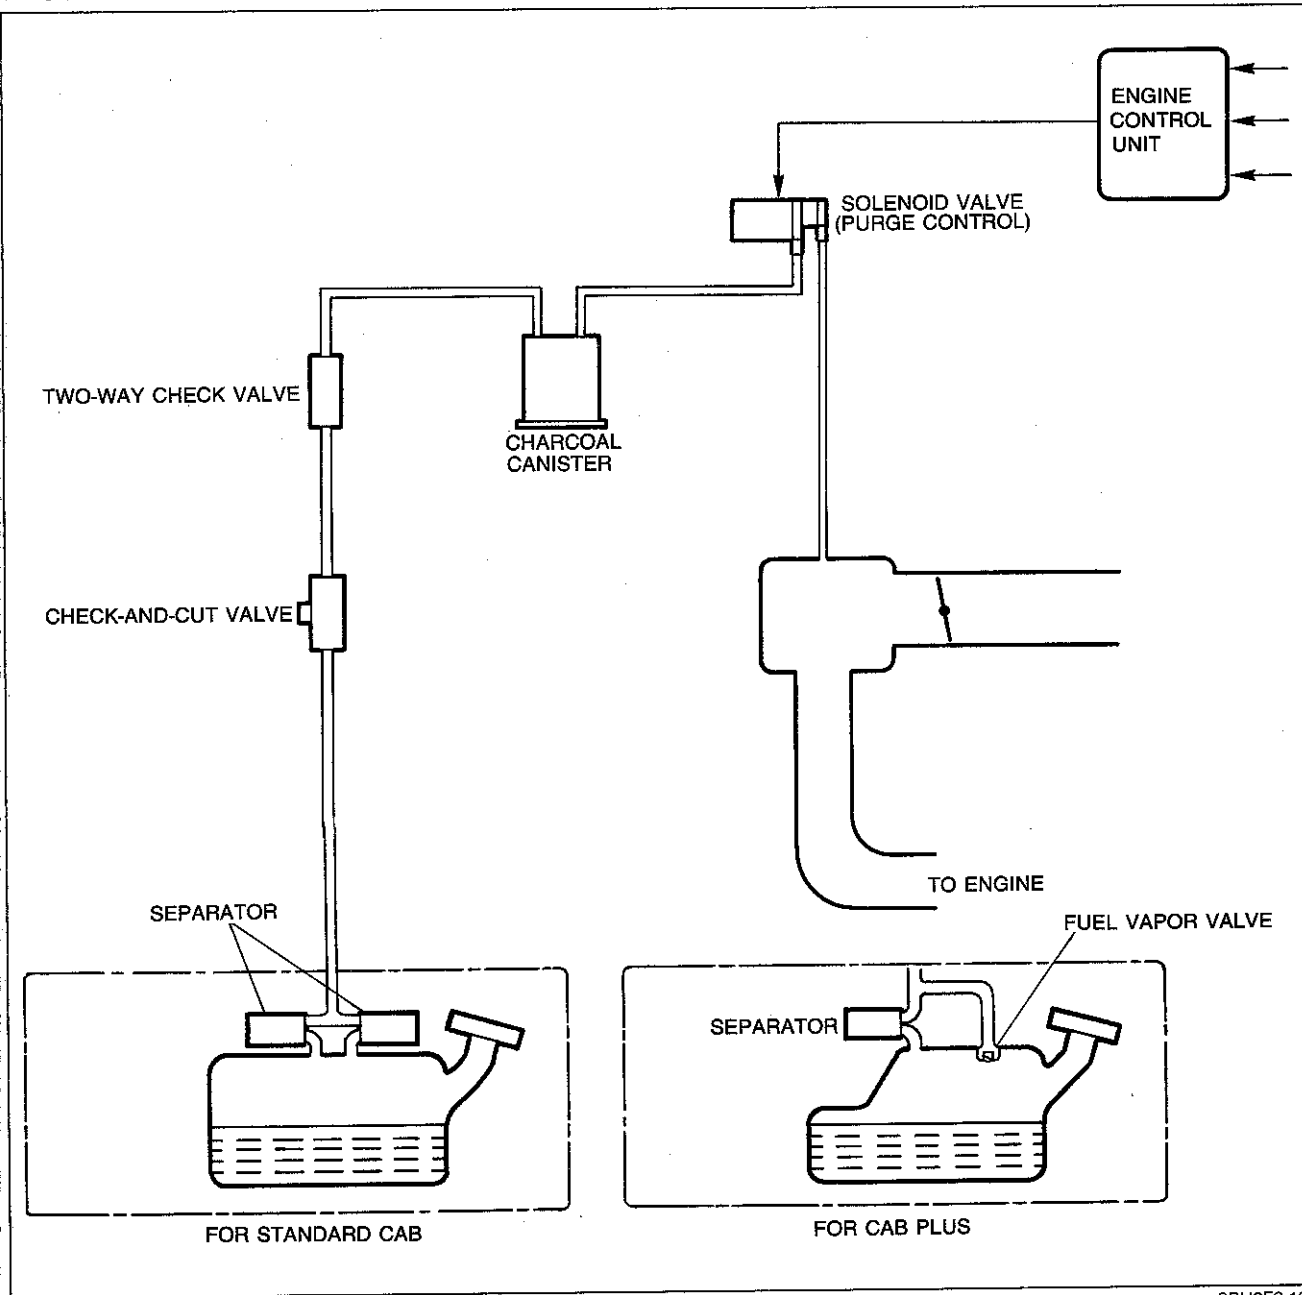 ENGINE
CONTROL
UNIT
SOLENOID VALVE
(PURGE CONTROL)
TWO-WAY CHECK VALVE
CHARCOAL
CANISTER
CHECK-AND-CUT VALVE
TO ENGINE
SEPARATOR
FUEL VAPOR VALVE
SEPARATOR
FOR STANDARD CAB
FOR CAB PLUS